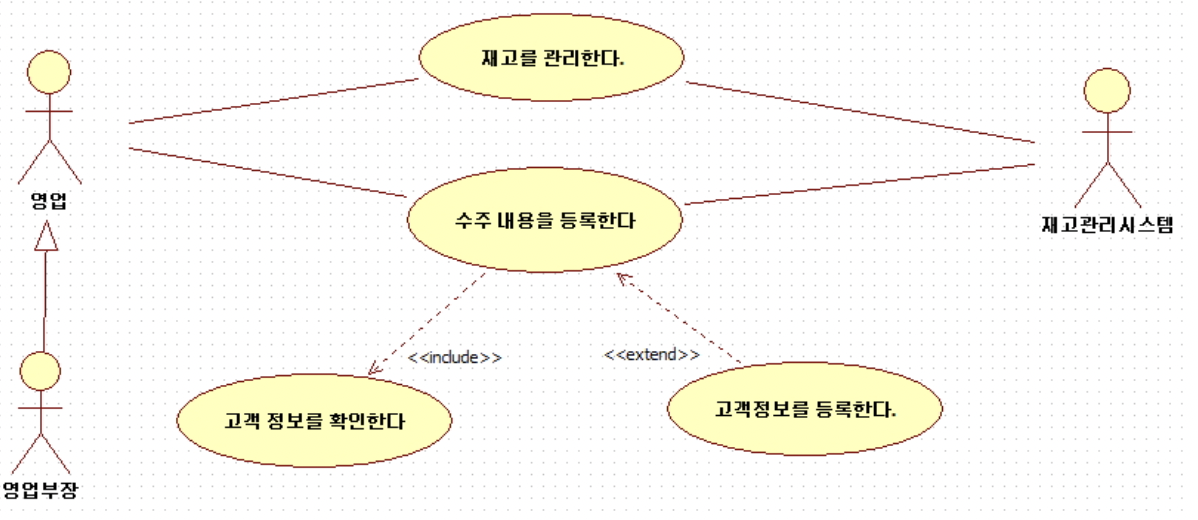 재고를 관리한다.
영업
수주 내용을 등록한다
재고관리시스템
<<include>>
<<extend>>
고객 정보를 확인한다
고객정보를 등록한다.
영업부장